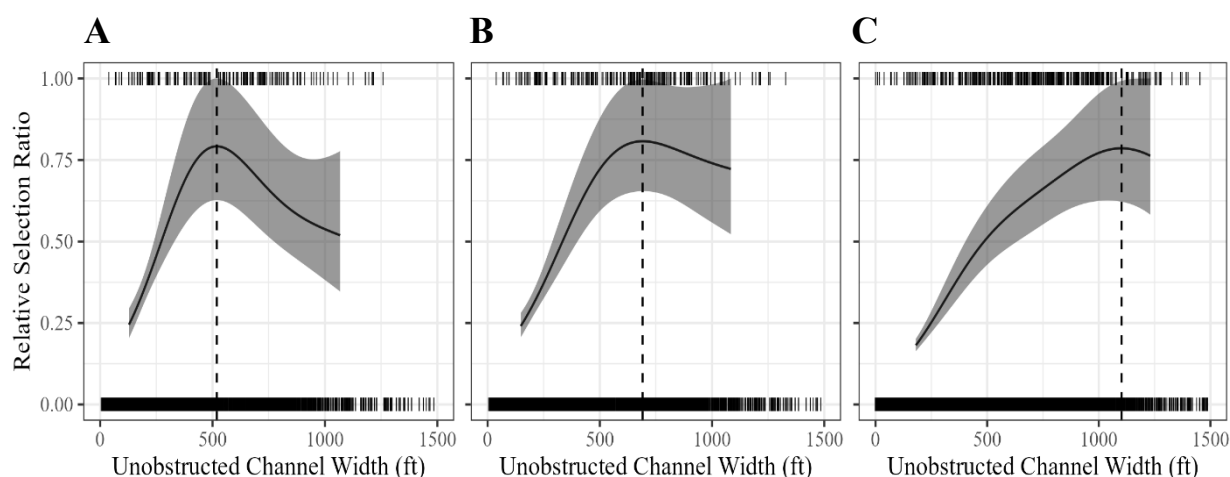 A B C
Relative Selection Ratio
1.00
0.75
0.50
0.25
0.00
0 500 1000 1500 0 500 1000 1500 0 500 1000 1500
Unobstructed Channel Width (ft) Unobstructed Channel Width (ft) Unobstructed Channel Width (ft)